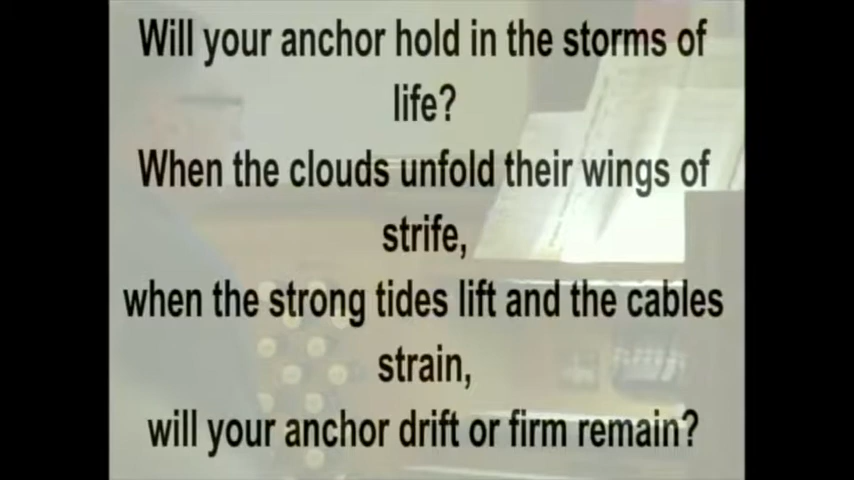 Will your anchor hold in the storms of
life?
When the clouds unfold their wings of
strife,
when the strong tides lift and the cables
strain,
will your anchor drift or firm remain?